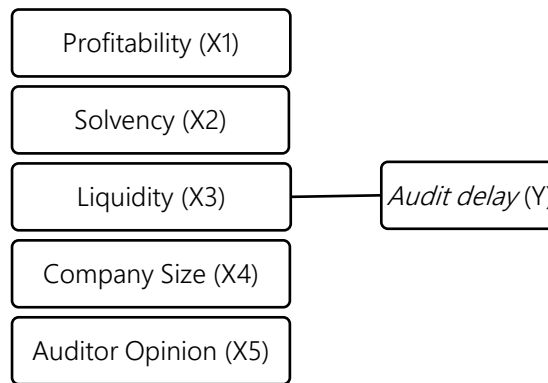 Profitability (X1)
Solvency (X2)
Liquidity (X3)
Audit delay (Y)
Company Size (X4)
Auditor Opinion (X5)